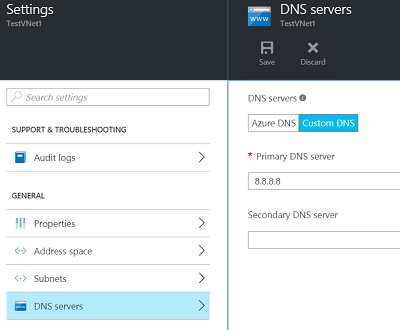 Settings
TestVNet1
Search settings
SUPPORT & TROUBLESHOOTING
Audit logs
GENERAL
Properties
Address space
Subnets
DNS servers
www
DNS servers
TestVNet1
Save
Discard
DNS servers
Azure DNS
Custom DNS
* Primary DNS server
8.8.8.8
Secondary DNS server